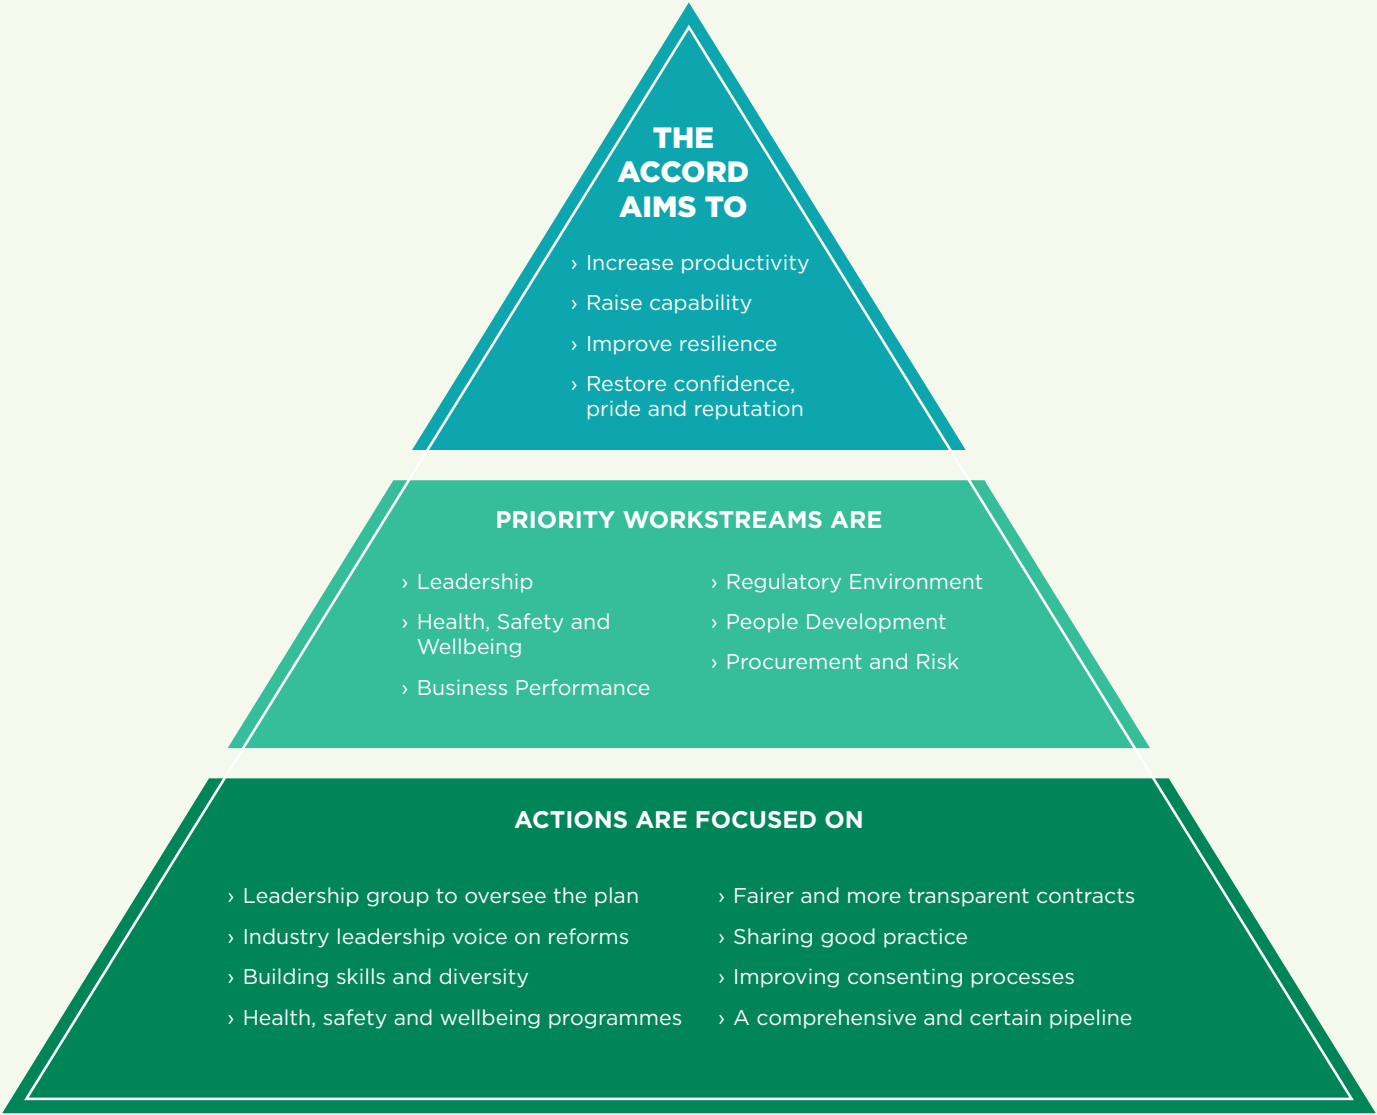 THE
ACCORD
AIMS TO
› Increase productivity
› Raise capability
› Improve resilience
› Restore confidence,
pride and reputation
PRIORITY WORKSTREAMS ARE
› Leadership
› Health, Safety and
Wellbeing
› Business Performance
› Regulatory Environment
› People Development
› Procurement and Risk
ACTIONS ARE FOCUSED ON
› Leadership group to oversee the plan
› Industry leadership voice on reforms
› Building skills and diversity
› Health, safety and wellbeing programmes
› Fairer and more transparent contracts
› Sharing good practice
› Improving consenting processes
› A comprehensive and certain pipeline